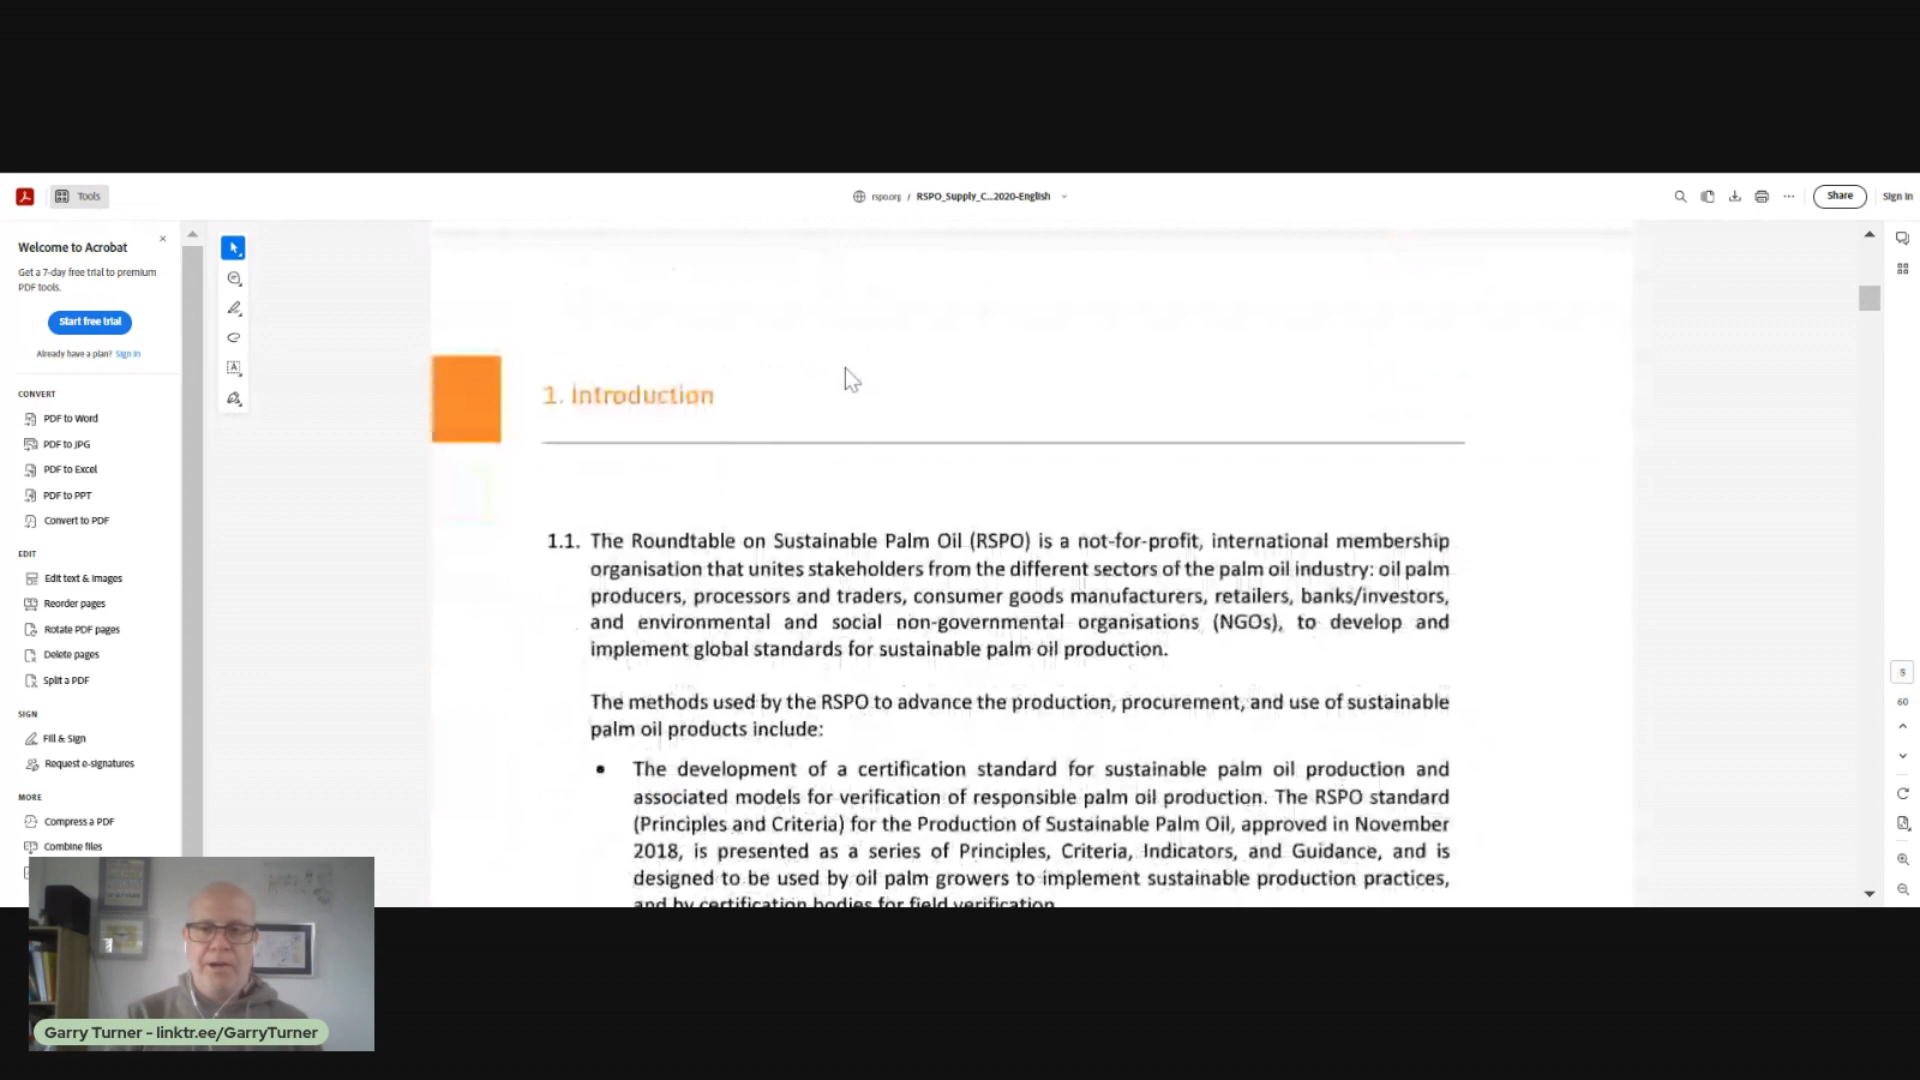 Tools
rspo.org / RSPO_Supply_C...2020-English
Share
Sign in
Welcome to Acrobat
Get a 7-day free trial to premium
PDF tools.
Start free trial
Already have a plan? Sign in
CONVERT
PDF to Word
PDF to JPG
PDF to Excel
PDF to PPT
Convert to PDF
EDIT
Edit text & images
Reorder pages
Rotate PDF pages
Delete pages
Split a PDF
SIGN
Fill & Sign
Request e-signatures
MORE
Compress a PDF
Combine files
1. Introduction
1.1. The Roundtable on Sustainable Palm Oil (RSPO) is a not-for-profit, international membership
organisation that unites stakeholders from the different sectors of the palm oil industry: oil palm
producers, processors and traders, consumer goods manufacturers, retailers, banks/investors,
and environmental and social non-governmental organisations (NGOs), to develop and
implement global standards for sustainable palm oil production.
The methods used by the RSPO to advance the production, procurement, and use of sustainable
palm oil products include:
• The development of a certification standard for sustainable palm oil production and
associated models for verification of responsible palm oil production. The RSPO standard
(Principles and Criteria) for the Production of Sustainable Palm Oil, approved in November
2018, is presented as a series of Principles, Criteria, Indicators, and Guidance, and is
designed to be used by oil palm growers to implement sustainable production practices,
and by certification bodies for field verification.
5
60
Garry Turner - linktr.ee/GarryTurner